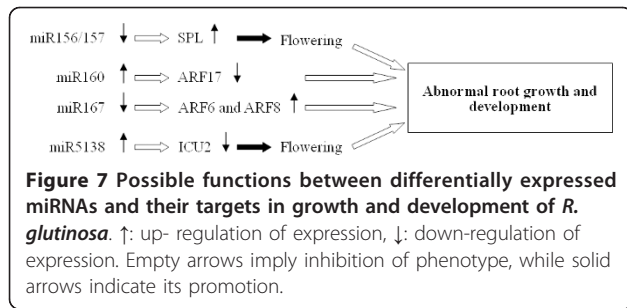 miR156/157 ↓ ⇨ SPL ↑ ➡ Flowering
miR160 ↑ ⇨ ARF17 ↓ ⇨
Abnormal root growth and
development
miR167 ↓ ⇨ ARF6 and ARF8 ↑ ⇨
miR5138 ↑ ⇨ ICU2 ↓ ➡ Flowering
Figure 7 Possible functions between differentially expressed
miRNAs and their targets in growth and development of R.
glutinosa. ↑: up- regulation of expression, ↓: down-regulation of
expression. Empty arrows imply inhibition of phenotype, while solid
arrows indicate its promotion.